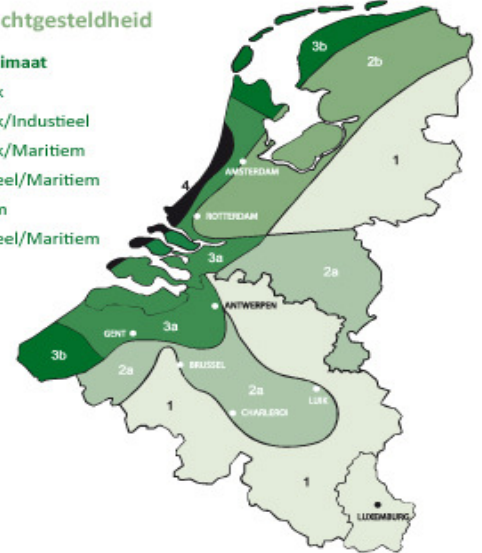 chtgesteldheid
imaat
k
k/Industieel
k/Maritiem
eel/Maritiem
m
eel/Maritiem
3b
2b
1
AMSTERDAM
4
ROTTERDAM
3a
2a
ANTWERPEN
GENT
3a
3b
BRUSSEL
2a
2a
LUIK
1
CHARLEROI
1
LUXEMBURG